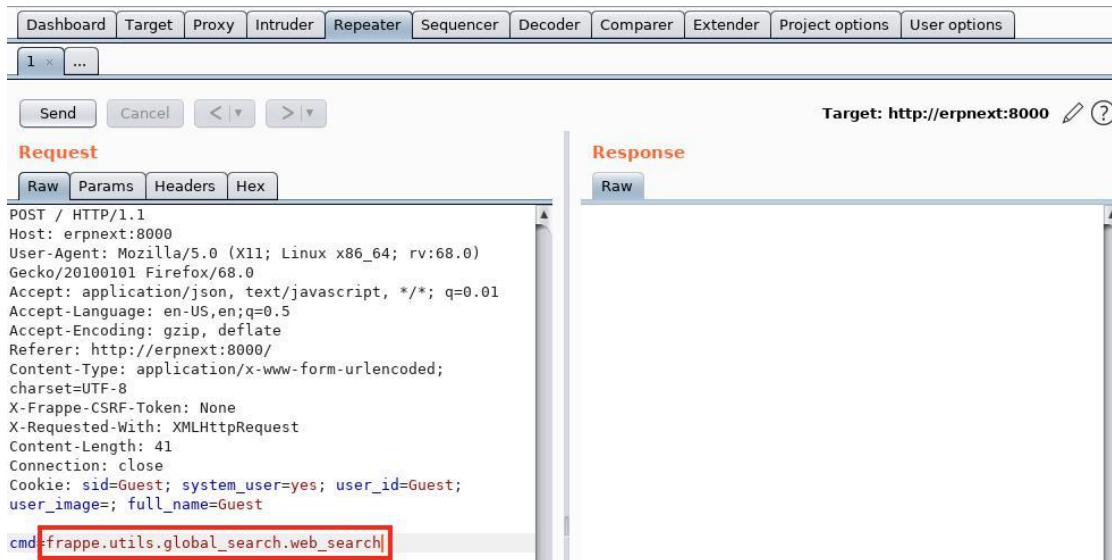 Dashboard Target Proxy Intruder Repeater Sequencer Decoder Comparer Extender Project options User options
1 × ...
Send Cancel < > Target: http://erpnext:8000 ?
Request Response
Raw Params Headers Hex Raw
POST / HTTP/1.1
Host: erpnext:8000
User-Agent: Mozilla/5.0 (X11; Linux x86_64; rv:68.0)
Gecko/20100101 Firefox/68.0
Accept: application/json, text/javascript, */*; q=0.01
Accept-Language: en-US,en;q=0.5
Accept-Encoding: gzip, deflate
Referer: http://erpnext:8000/
Content-Type: application/x-www-form-urlencoded;
charset=UTF-8
X-Frappe-CSRF-Token: None
X-Requested-With: XMLHttpRequest
Content-Length: 41
Connection: close
Cookie: sid=Guest; system_user=yes; user_id=Guest;
user_image=; full_name=Guest
cmd=frappe.utils.global_search.web_search